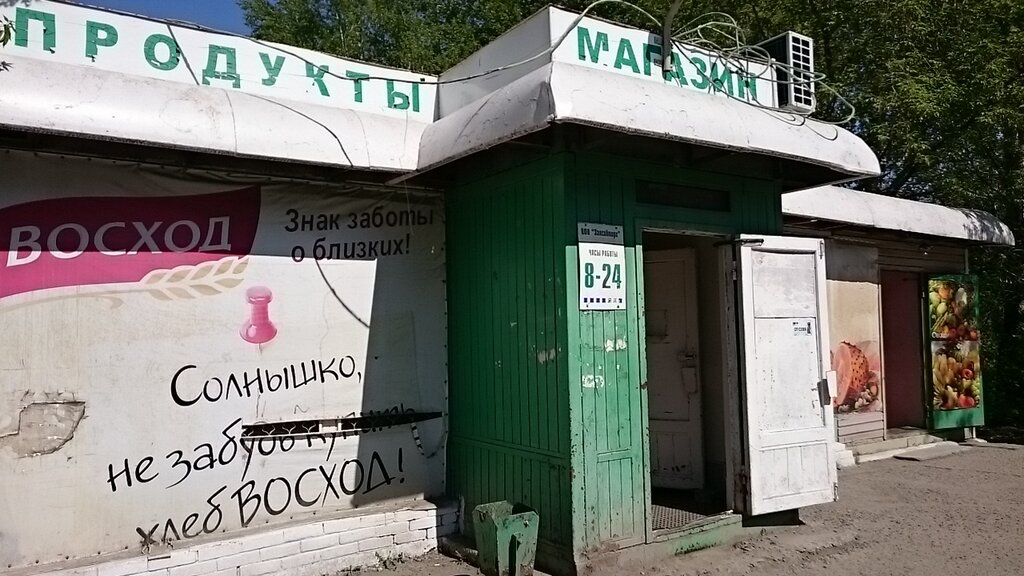 ПРОДУКТЫ
МАГАЗИН
ВОСХОД
Знак заботы
о близких!
ЧАСЫ РАБОТЫ
8-24
Солнышко,
не забудь купить
хлеб ВОСХОД!